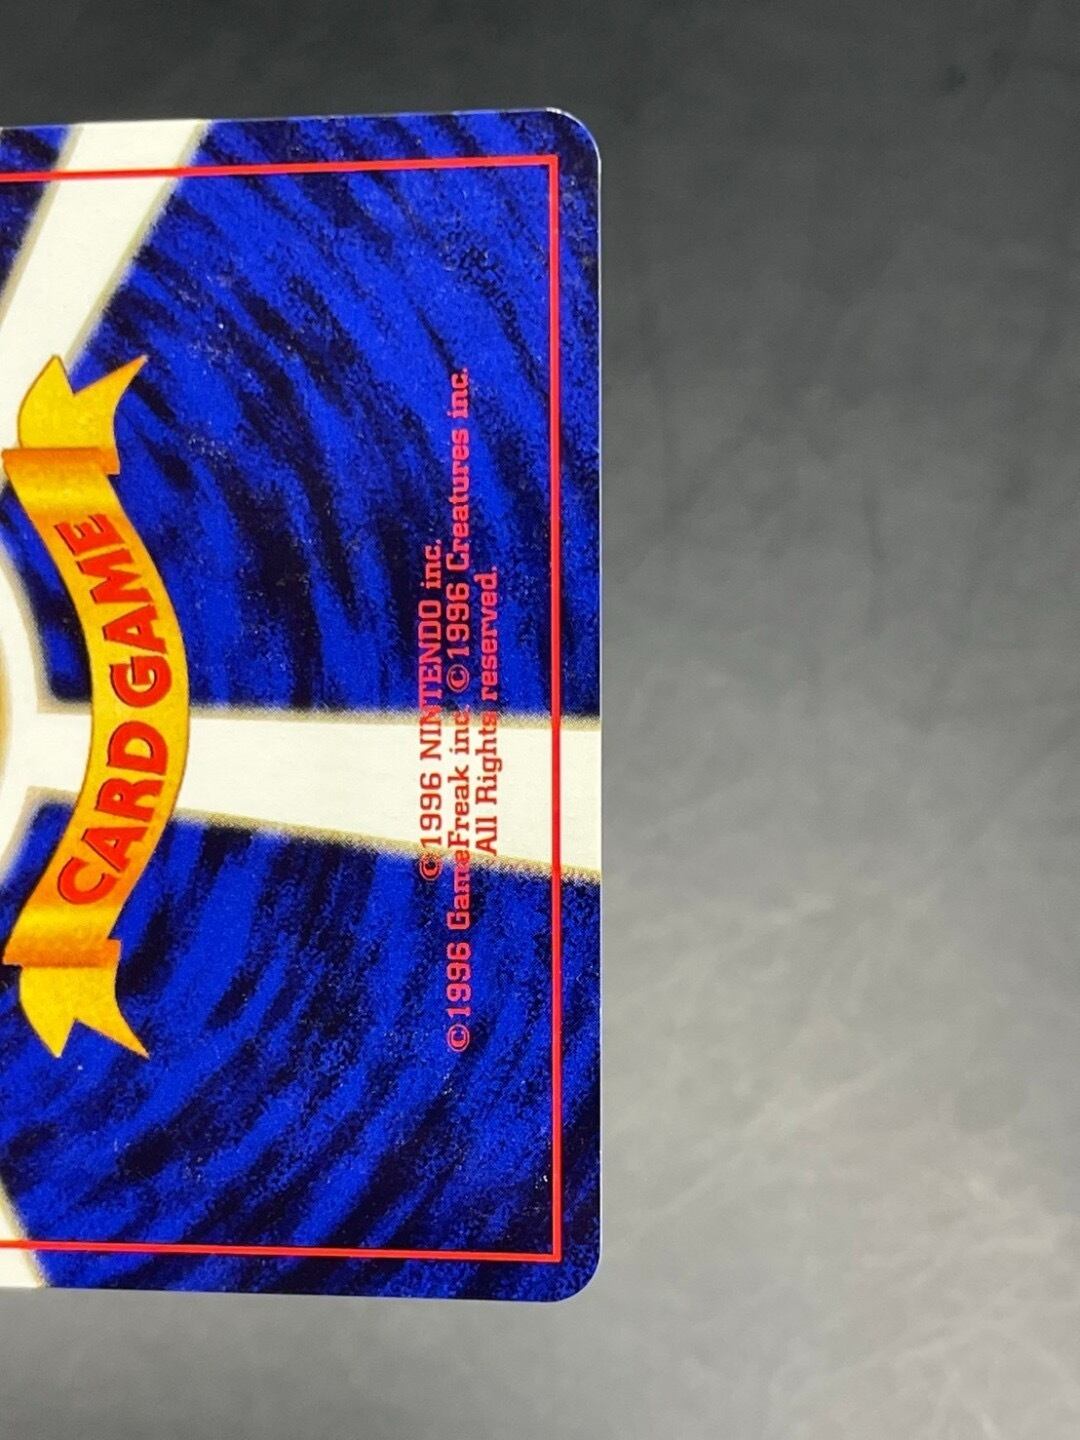 CARD GAME
©1996 NINTENDO inc.
©1996 GameFreak inc. ©1996 Creatures inc.
All Rights reserved.